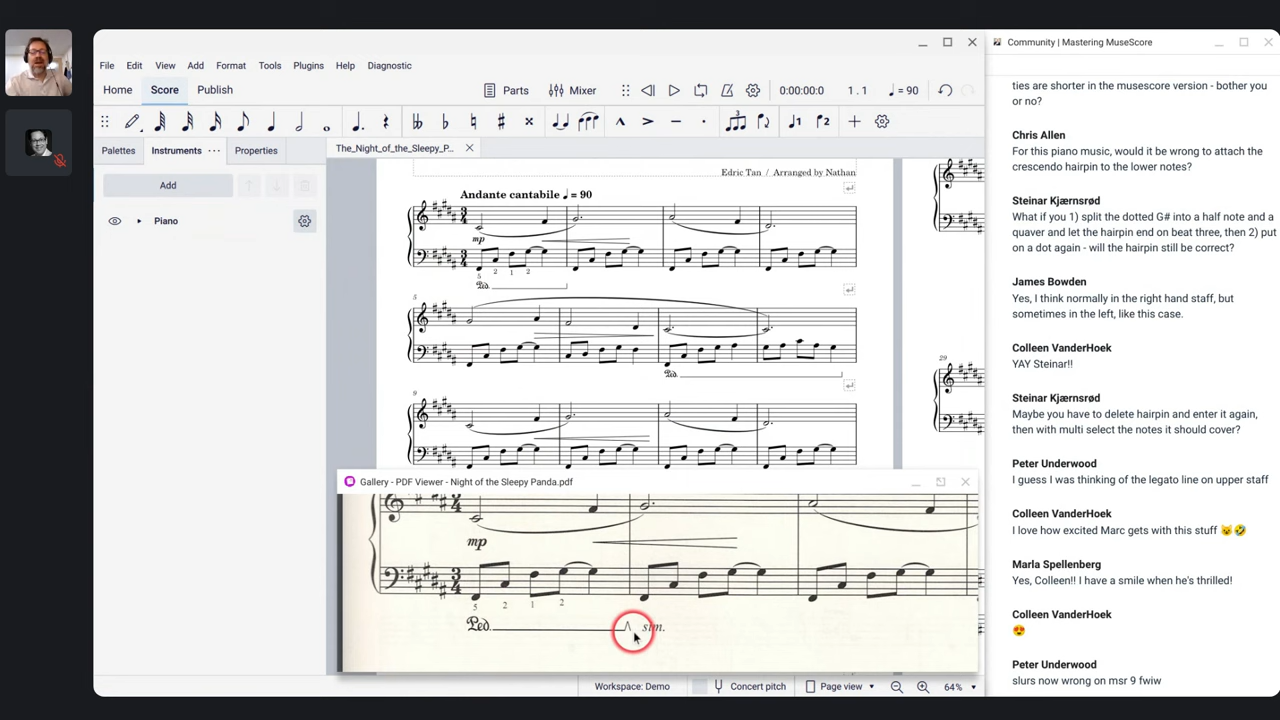 Community | Mastering MuseScore
File Edit View Add Format Tools Plugins Help Diagnostic
Home Score Publish
Parts Mixer 0:00:00:0 1 . 1 ♩ = 90
Palettes Instruments ··· Properties
The_Night_of_the_Sleepy_P...
Add
Piano
Edric Tan / Arranged by Nathan
Andante cantabile ♩ = 90
mp
5 2 1 2
Ped.
5
Ped.
9
29
Gallery - PDF Viewer - Night of the Sleepy Panda.pdf
mp
5 2 1 2
Ped. sim.
Workspace: Demo Concert pitch Page view 64%
ties are shorter in the musescore version - bother you
or no?
Chris Allen
For this piano music, would it be wrong to attach the
crescendo hairpin to the lower notes?
Steinar Kjærnsrød
What if you 1) split the dotted G# into a half note and a
quaver and let the hairpin end on beat three, then 2) put
on a dot again - will the hairpin still be correct?
James Bowden
Yes, I think normally in the right hand staff, but
sometimes in the left, like this case.
Colleen VanderHoek
YAY Steinar!!
Steinar Kjærnsrød
Maybe you have to delete hairpin and enter it again,
then with multi select the notes it should cover?
Peter Underwood
I guess I was thinking of the legato line on upper staff
Colleen VanderHoek
I love how excited Marc gets with this stuff 😺🤣
Marla Spellenberg
Yes, Colleen!! I have a smile when he's thrilled!
Colleen VanderHoek
😍
Peter Underwood
slurs now wrong on msr 9 fwiw